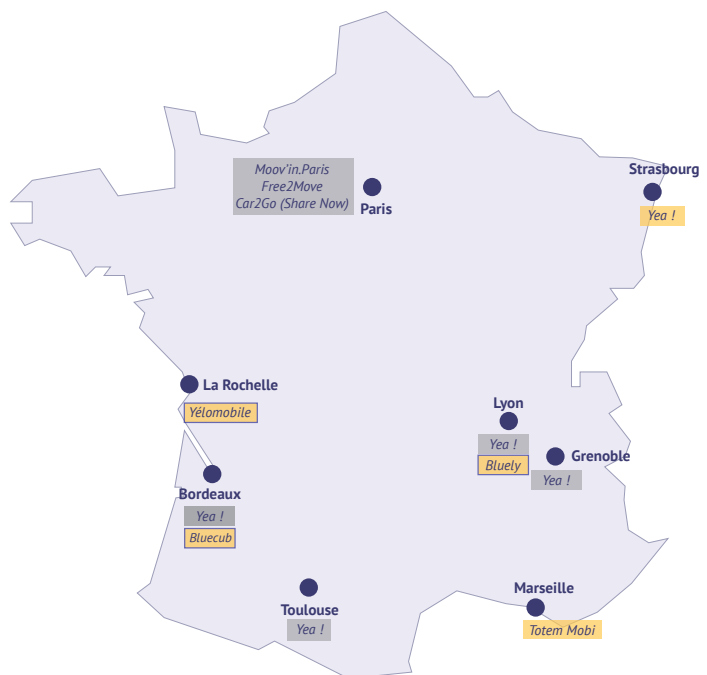 Moov'in.Paris
Free2Move
Car2Go (Share Now)
Paris
Strasbourg
Yea !
La Rochelle
Yélomobile
Lyon
Yea !
Bluely
Grenoble
Yea !
Bordeaux
Yea !
Bluecub
Toulouse
Yea !
Marseille
Totem Mobi